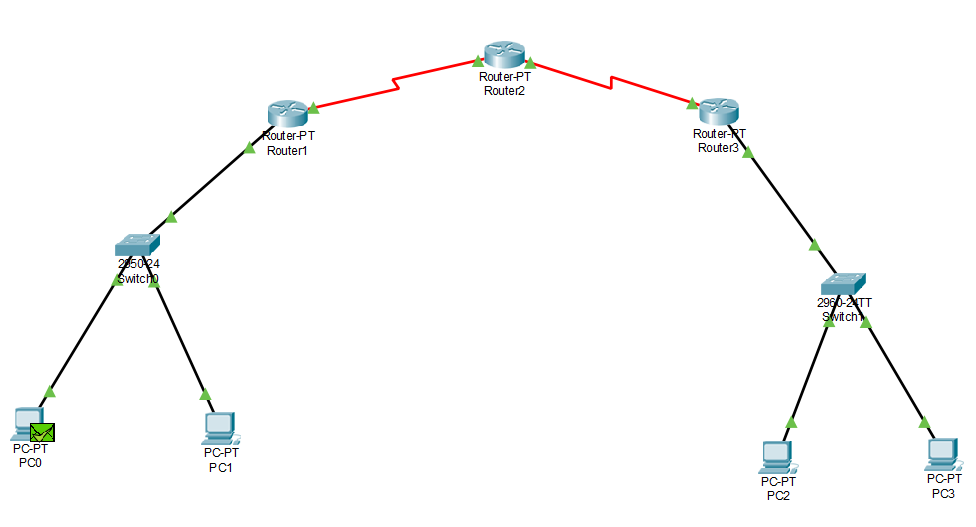 Router-PT
Router2
Router-PT
Router1
Router-PT
Router3
2950-24
Switch0
2960-24TT
Switch1
PC-PT
PC0
PC-PT
PC1
PC-PT
PC2
PC-PT
PC3